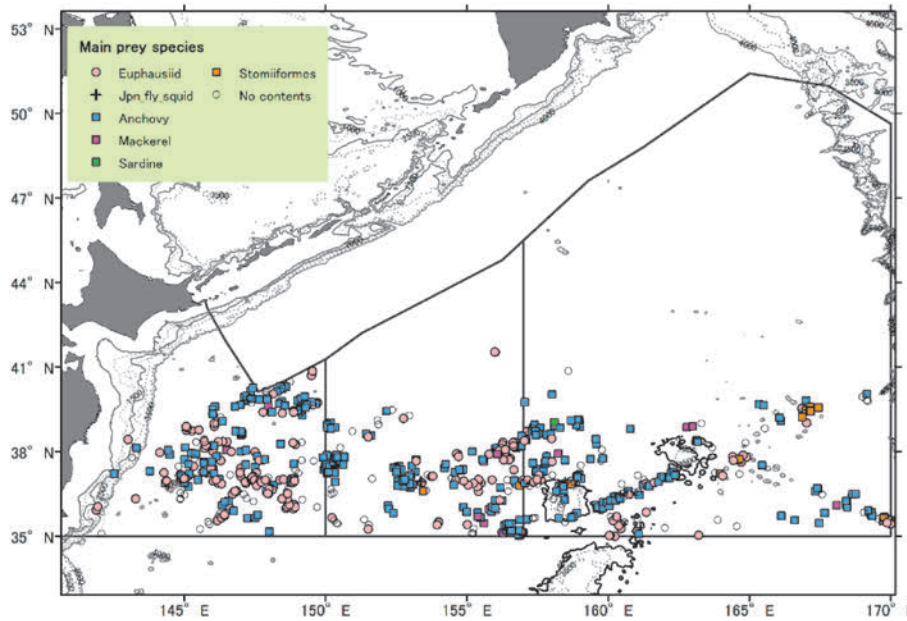 Main prey species
Euphausiid
Stomiiformes
Jpn_fly_squid
No contents
Anchovy
Mackerel
Sardine
53° N
50° N
47° N
44° N
41° N
38° N
35° N
145° E
150° E
155° E
160° E
165° E
170° E